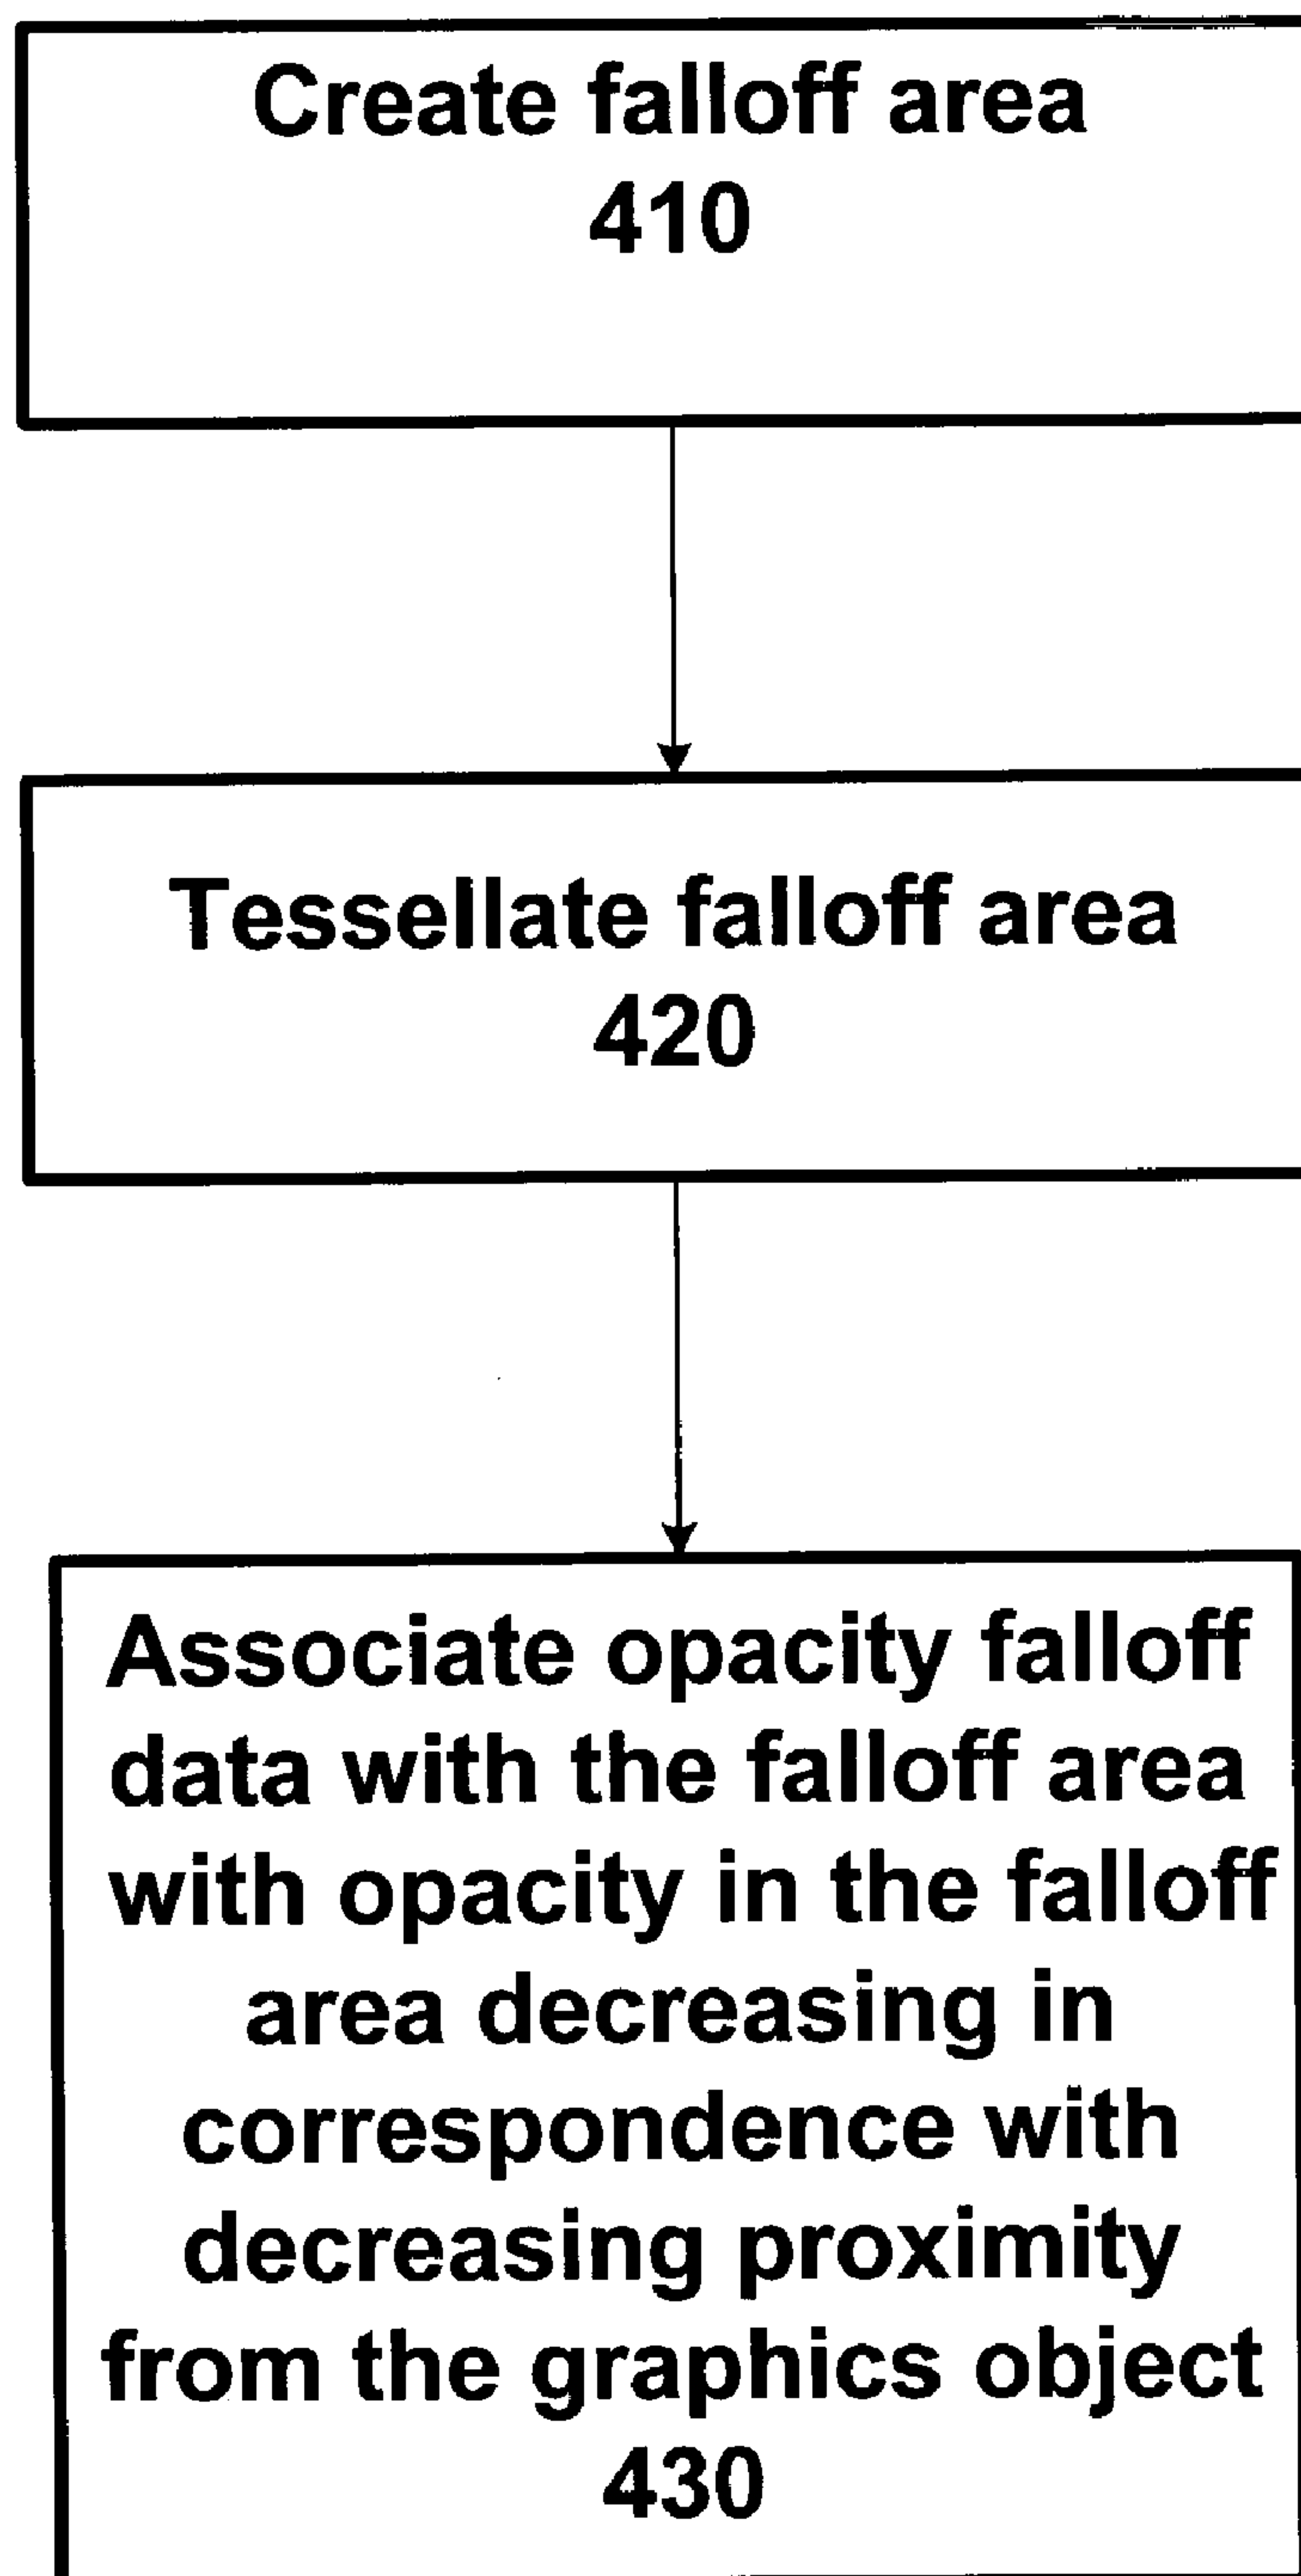 Create falloff area
410
Tessellate falloff area
420
Associate opacity falloff
data with the falloff area
with opacity in the falloff
area decreasing in
correspondence with
decreasing proximity
from the graphics object
430